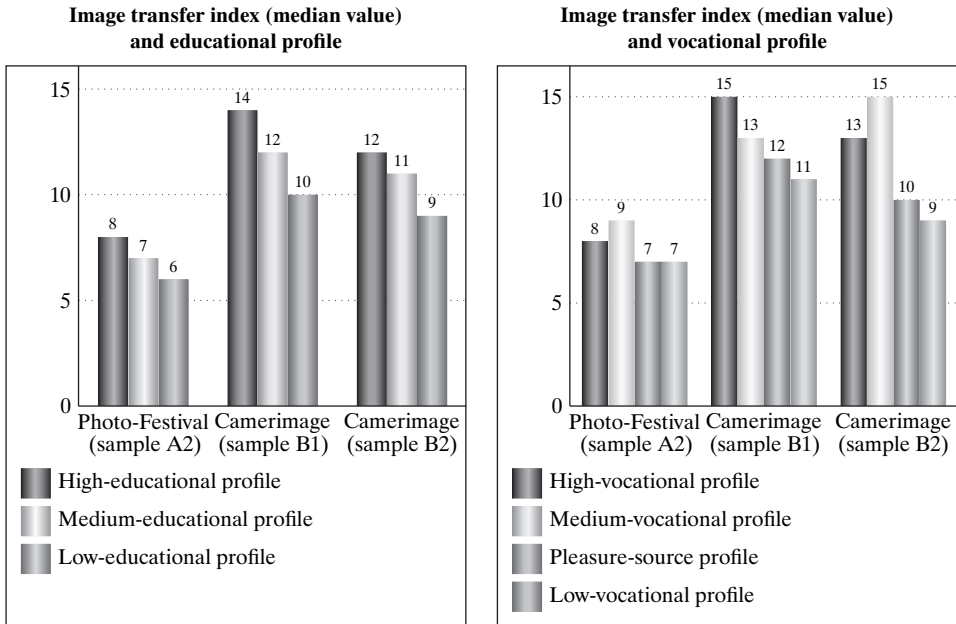 Image transfer index (median value)
and educational profile
15
10
5
0
8
7
6
14
12
10
12
11
9
Photo-Festival
(sample A2)
Camerimage
(sample B1)
Camerimage
(sample B2)
High-educational profile
Medium-educational profile
Low-educational profile
Image transfer index (median value)
and vocational profile
15
10
5
0
8
9
7
7
15
13
12
11
13
15
10
9
Photo-Festival
(sample A2)
Camerimage
(sample B1)
Camerimage
(sample B2)
High-vocational profile
Medium-vocational profile
Pleasure-source profile
Low-vocational profile